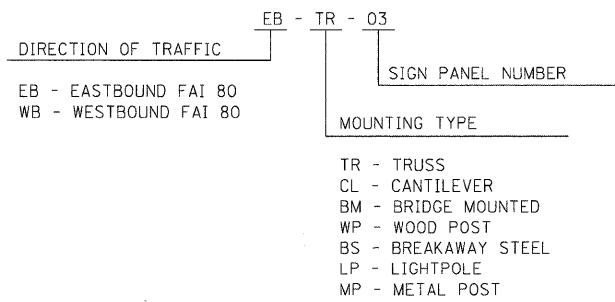 EB - TR - 03
DIRECTION OF TRAFFIC
EB - EASTBOUND FAI 80
WB - WESTBOUND FAI 80
SIGN PANEL NUMBER
MOUNTING TYPE
TR - TRUSS
CL - CANTILEVER
BM - BRIDGE MOUNTED
WP - WOOD POST
BS - BREAKAWAY STEEL
LP - LIGHTPOLE
MP - METAL POST